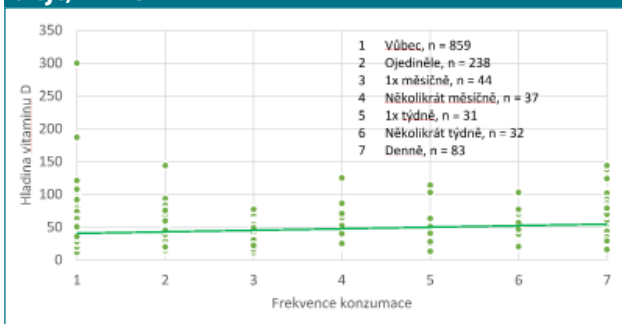 350
300
250
200
150
100
50
0
Hladina vitaminu D
1 Vůbec, n = 859
2 Ojediněle, n = 238
3 1x měsíčně, n = 44
4 Několikrát měsíčně, n = 37
5 1x týdně, n = 31
6 Několikrát týdně, n = 32
7 Denně, n = 83
1 2 3 4 5 6 7
Frekvence konzumace